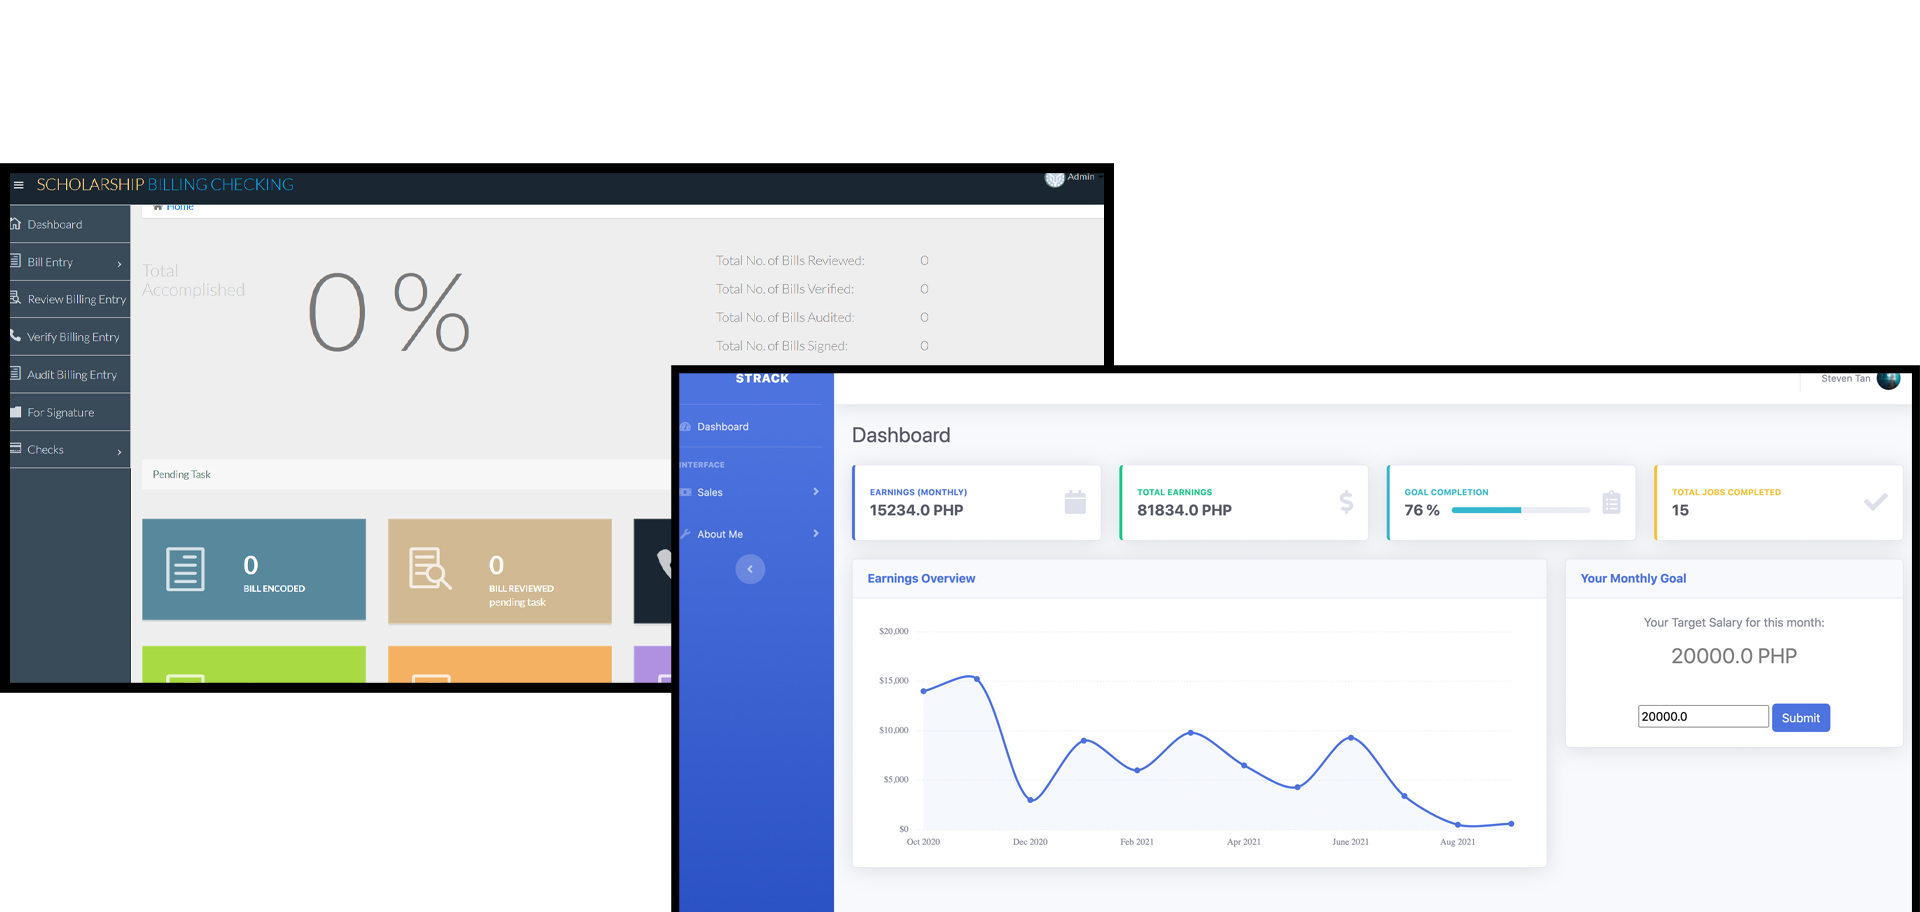 SCHOLARSHIP BILLING CHECKING
Admin
Home
Dashboard
Bill Entry
Review Billing Entry
Verify Billing Entry
Audit Billing Entry
For Signature
Checks
Total
Accomplished
0 %
Total No. of Bills Reviewed: 0
Total No. of Bills Verified: 0
Total No. of Bills Audited: 0
Total No. of Bills Signed: 0
Pending Task
0
BILL ENCODED
0
BILL REVIEWED
pending task
STRACK
Steven Tan
Dashboard
INTERFACE
Sales
About Me
Dashboard
EARNINGS (MONTHLY)
15234.0 PHP
TOTAL EARNINGS
81834.0 PHP
GOAL COMPLETION
76 %
TOTAL JOBS COMPLETED
15
Earnings Overview
$20,000
$15,000
$10,000
$5,000
$0
Oct 2020 Dec 2020 Feb 2021 Apr 2021 June 2021 Aug 2021
Your Monthly Goal
Your Target Salary for this month:
20000.0 PHP
20000.0
Submit